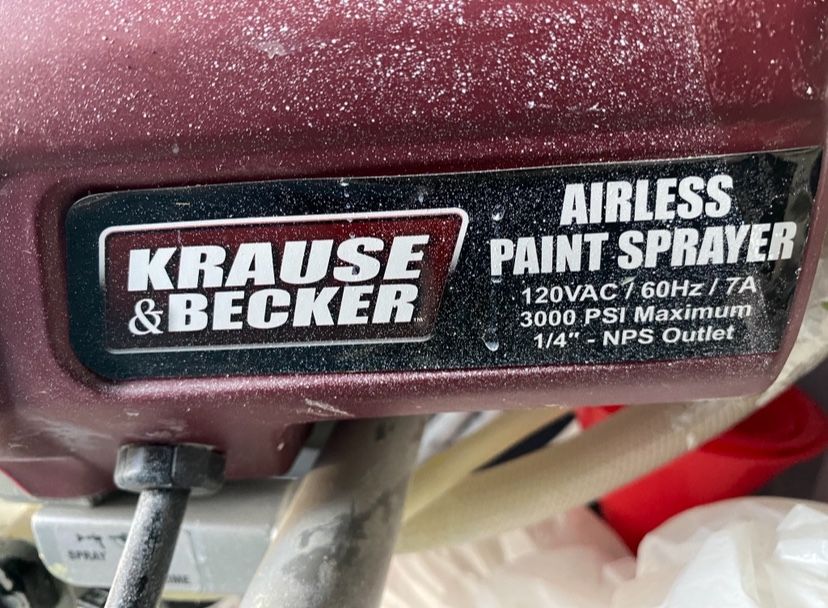 KRAUSE
&BECKER
AIRLESS
PAINT SPRAYER
120VAC / 60Hz / 7A
3000 PSI Maximum
1/4" - NPS Outlet
SPRAY